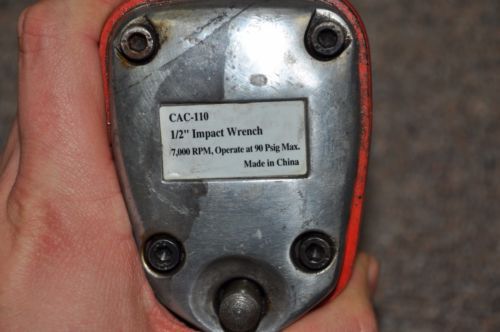 CAC-110
1/2" Impact Wrench
7,000 RPM, Operate at 90 Psig Max.
Made in China